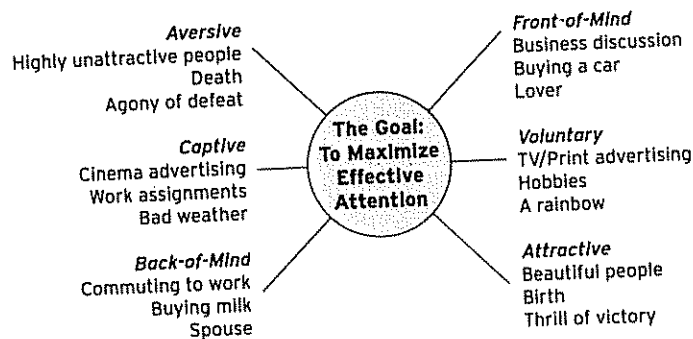 Aversive
Highly unattractive people
Death
Agony of defeat
Captive
Cinema advertising
Work assignments
Bad weather
Back-of-Mind
Commuting to work
Buying milk
Spouse
The Goal:
To Maximize
Effective
Attention
Front-of-Mind
Business discussion
Buying a car
Lover
Voluntary
TV/Print advertising
Hobbies
A rainbow
Attractive
Beautiful people
Birth
Thrill of victory